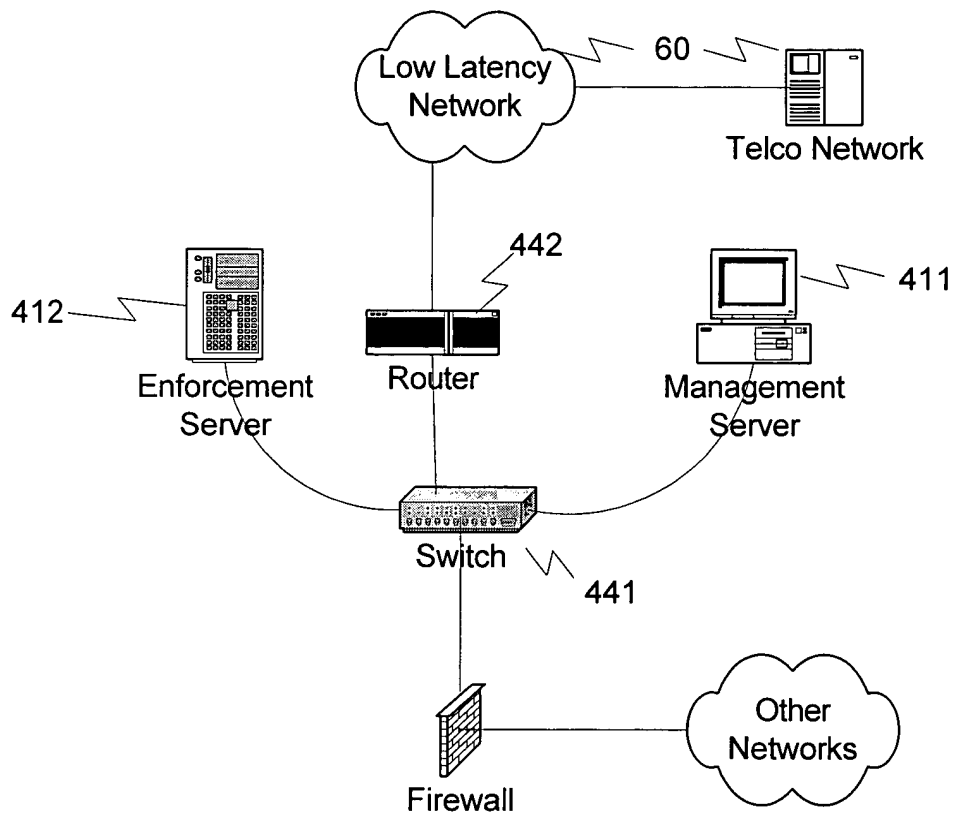 60
Low Latency
Network
Telco Network
442
411
412
Router
Enforcement
Server
Management
Server
Switch
441
Other
Networks
Firewall